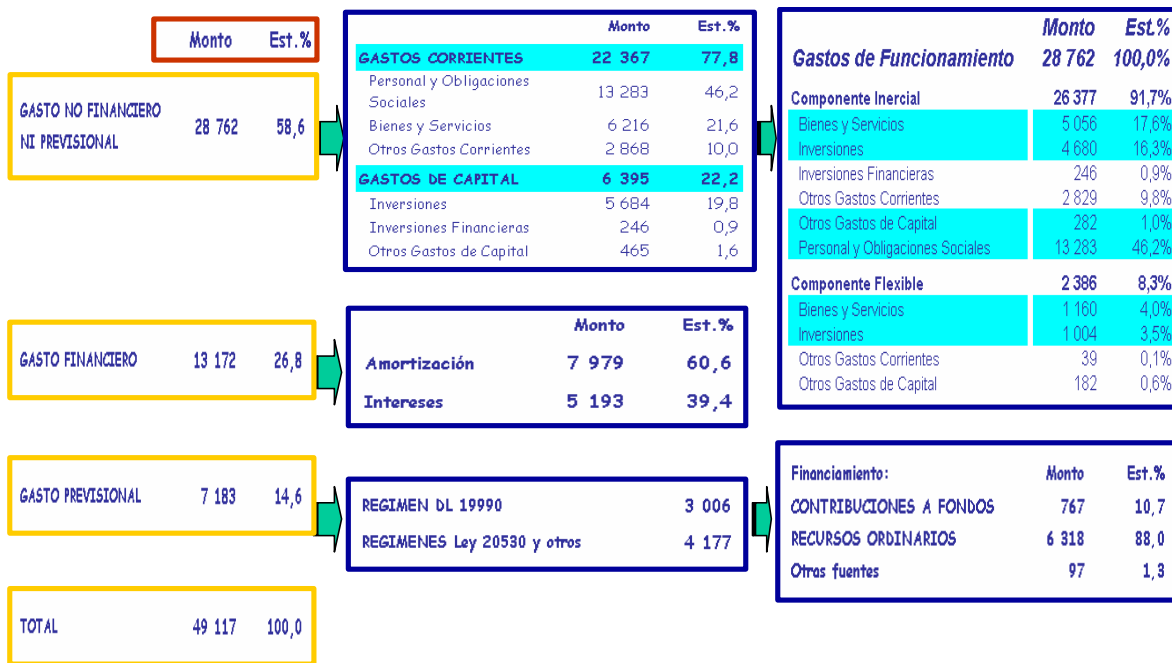 Monto Est.%
GASTO NO FINANCIERO
NI PREVISIONAL 28 762 58,6
GASTO FINANCIERO 13 172 26,8
GASTO PREVISIONAL 7 183 14,6
TOTAL 49 117 100,0
Monto Est.%
GASTOS CORRIENTES 22 367 77,8
Personal y Obligaciones
Sociales 13 283 46,2
Bienes y Servicios 6 216 21,6
Otros Gastos Corrientes 2 868 10,0
GASTOS DE CAPITAL 6 395 22,2
Inversiones 5 684 19,8
Inversiones Financieras 246 0,9
Otros Gastos de Capital 465 1,6
Monto Est.%
Amortización 7 979 60,6
Intereses 5 193 39,4
REGIMEN DL 19990 3 006
REGIMENES Ley 20530 y otros 4 177
Monto Est.%
Gastos de Funcionamiento 28 762 100,0%
Componente Inercial 26 377 91,7%
Bienes y Servicios 5 056 17,6%
Inversiones 4 680 16,3%
Inversiones Financieras 246 0,9%
Otros Gastos Corrientes 2 829 9,8%
Otros Gastos de Capital 282 1,0%
Personal y Obligaciones Sociales 13 283 46,2%
Componente Flexible 2 386 8,3%
Bienes y Servicios 1 160 4,0%
Inversiones 1 004 3,5%
Otros Gastos Corrientes 39 0,1%
Otros Gastos de Capital 182 0,6%
Financiamiento: Monto Est.%
CONTRIBUCIONES A FONDOS 767 10,7
RECURSOS ORDINARIOS 6 318 88,0
Otras fuentes 97 1,3